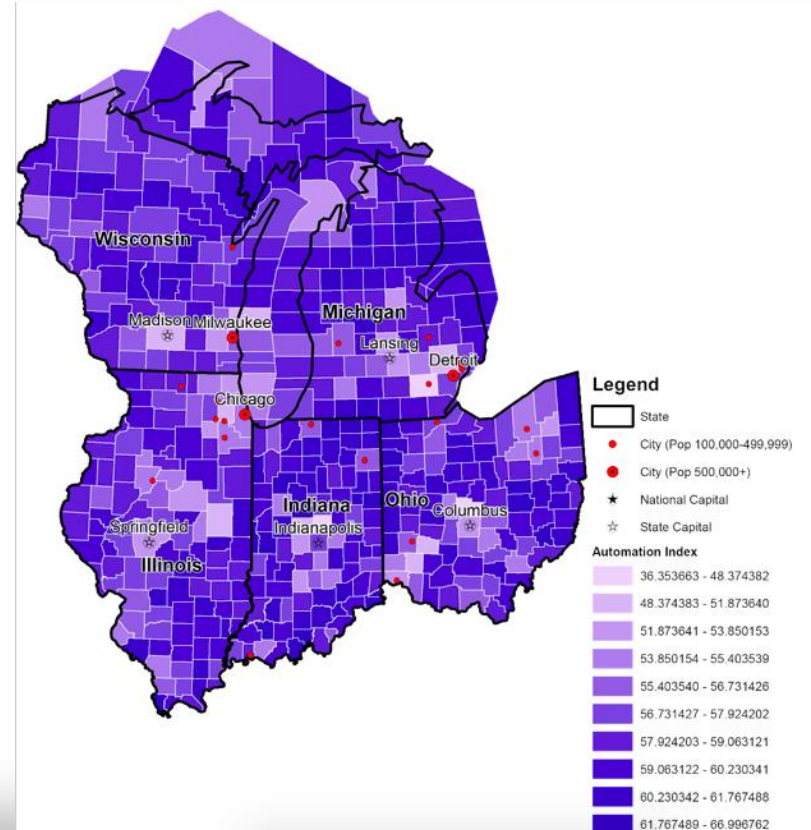 Wisconsin
Michigan
Madison Milwaukee
Lansing
Detroit
Chicago
Indiana
Ohio
Columbus
Springfield
Indianapolis
Illinois
Legend
State
City (Pop 100,000-499,999)
City (Pop 500,000+)
National Capital
State Capital
Automation Index
36.353663 - 48.374382
48.374383 - 51.873640
51.873641 - 53.850153
53.850154 - 55.403539
55.403540 - 56.731426
56.731427 - 57.924202
57.924203 - 59.063121
59.063122 - 60.230341
60.230342 - 61.767488
61.767489 - 66.996762